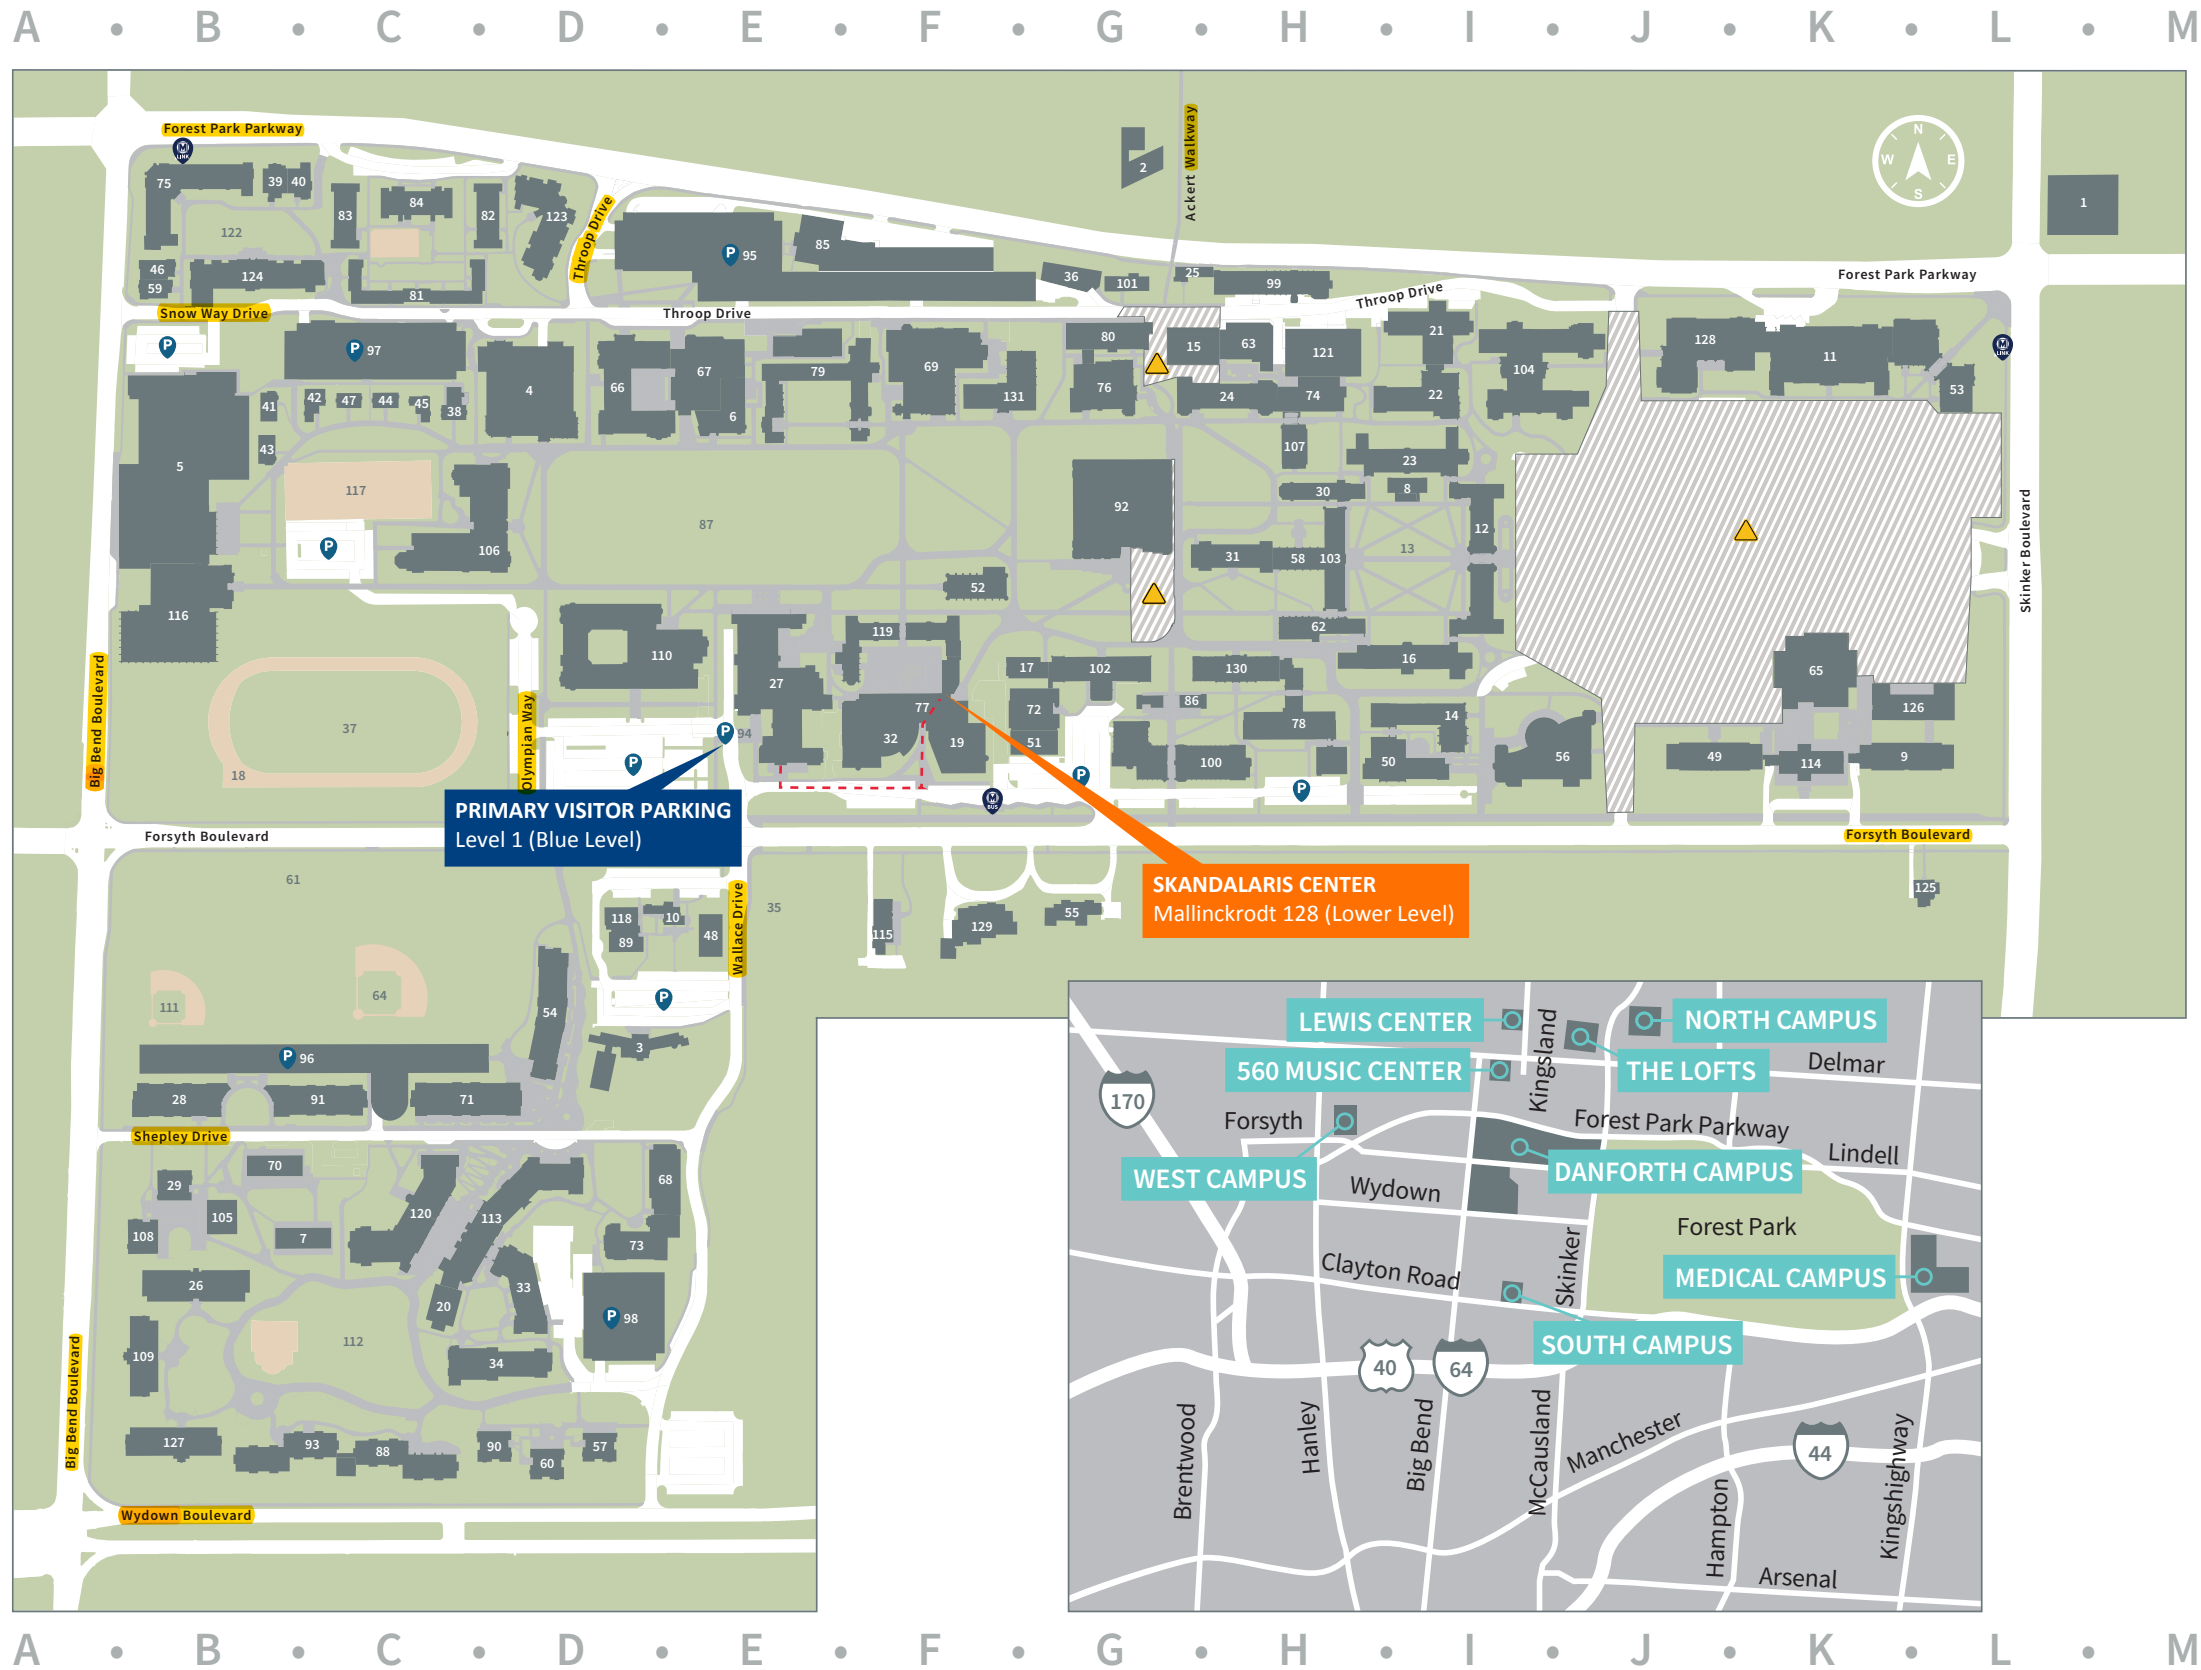 A B C D E F G H I J K L M
Forest Park Parkway
M
LINK
Ackert Walkway
2
N
W E
S
1
75
39 40
83
84
82
123
Throop Drive
122
P 95
85
46
124
59
81
36
101
25
99
Forest Park Parkway
Snow Way Drive
Throop Drive
Throop Drive
P
P 97
80
15
63
121
21
104
128
11
M
LINK
4
66
67
79
69
131
76
24
74
22
53
41
42
47
44
45
38
6
43
107
23
5
117
30
8
92
87
12
P
106
31
58
103
13
Skinker Boulevard
52
116
119
62
110
27
17
102
130
16
65
Big Bend Boulevard
37
Olympian Way
77
72
86
78
14
126
P 94
32
19
51
18
P
P
100
50
56
49
114
9
P
M
BUS
PRIMARY VISITOR PARKING
Level 1 (Blue Level)
Forsyth Boulevard
Forsyth Boulevard
61
SKANDALARIS CENTER
Mallinckrodt 128 (Lower Level)
125
118
10
48
89
Wallace Drive
35
115
129
55
111
64
54
P
3
P 96
28
91
71
Shepley Drive
70
29
105
108
7
120
113
68
73
26
20
33
P 98
109
112
34
127
93
88
90
60
57
Big Bend Boulevard
Wydown Boulevard
LEWIS CENTER
NORTH CAMPUS
560 MUSIC CENTER
Kingsland
THE LOFTS
Delmar
170
Forsyth
Forest Park Parkway
Lindell
WEST CAMPUS
DANFORTH CAMPUS
Wydown
Forest Park
Skinker
Clayton Road
MEDICAL CAMPUS
SOUTH CAMPUS
40
64
44
Brentwood
Hanley
Big Bend
McCausland
Manchester
Hampton
Kingshighway
Arsenal
A B C D E F G H I J K L M